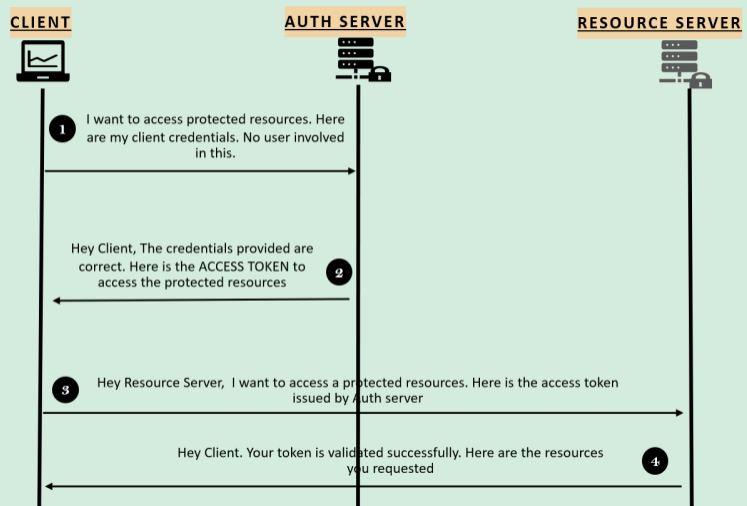 CLIENT
AUTH SERVER
RESOURCE SERVER
1
I want to access protected resources. Here
are my client credentials. No user involved
in this.
Hey Client, The credentials provided are
correct. Here is the ACCESS TOKEN to
access the protected resources
2
3
Hey Resource Server, I want to access a protected resources. Here is the access token
issued by Auth server
Hey Client. Your token is validated successfully. Here are the resources
you requested
4